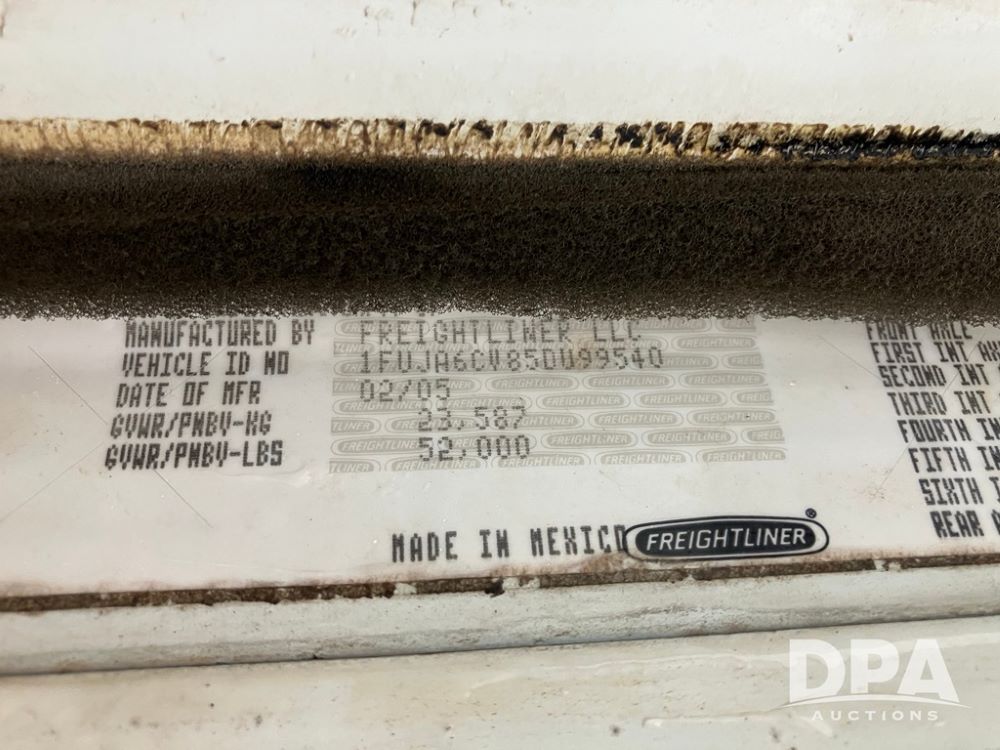 MANUFACTURED BY FREIGHTLINER LLC
VEHICLE ID NO 1FUJA6CV85DU99540
DATE OF MFR 02/05
GVWR/PNBV-KG 23,587
GVWR/PNBV-LBS 52,000
FRONT AXLE
FIRST INT
SECOND INT
THIRD INT
FOURTH
FIFTH
SIXTH
REAR
MADE IN MEXICO FREIGHTLINER®
DPA
AUCTIONS